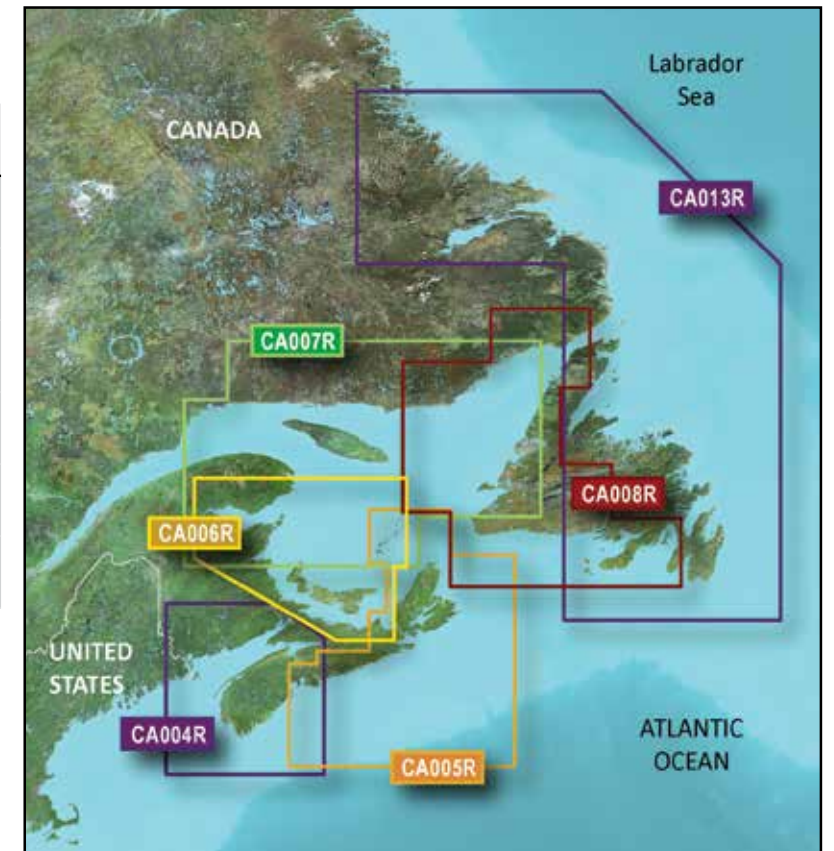 Labrador
Sea
CANADA
CA013R
CA007R
CA008R
CA006R
UNITED
STATES
CA004R
ATLANTIC
OCEAN
CA005R